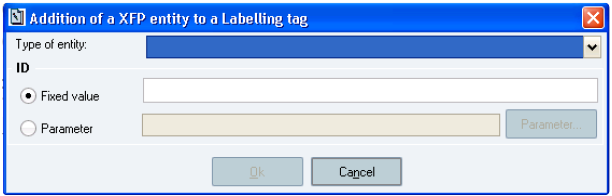 Addition of a XFP entity to a Labelling tag
Type of entity:
ID
Fixed value
Parameter
Parameter...
Ok
Cancel